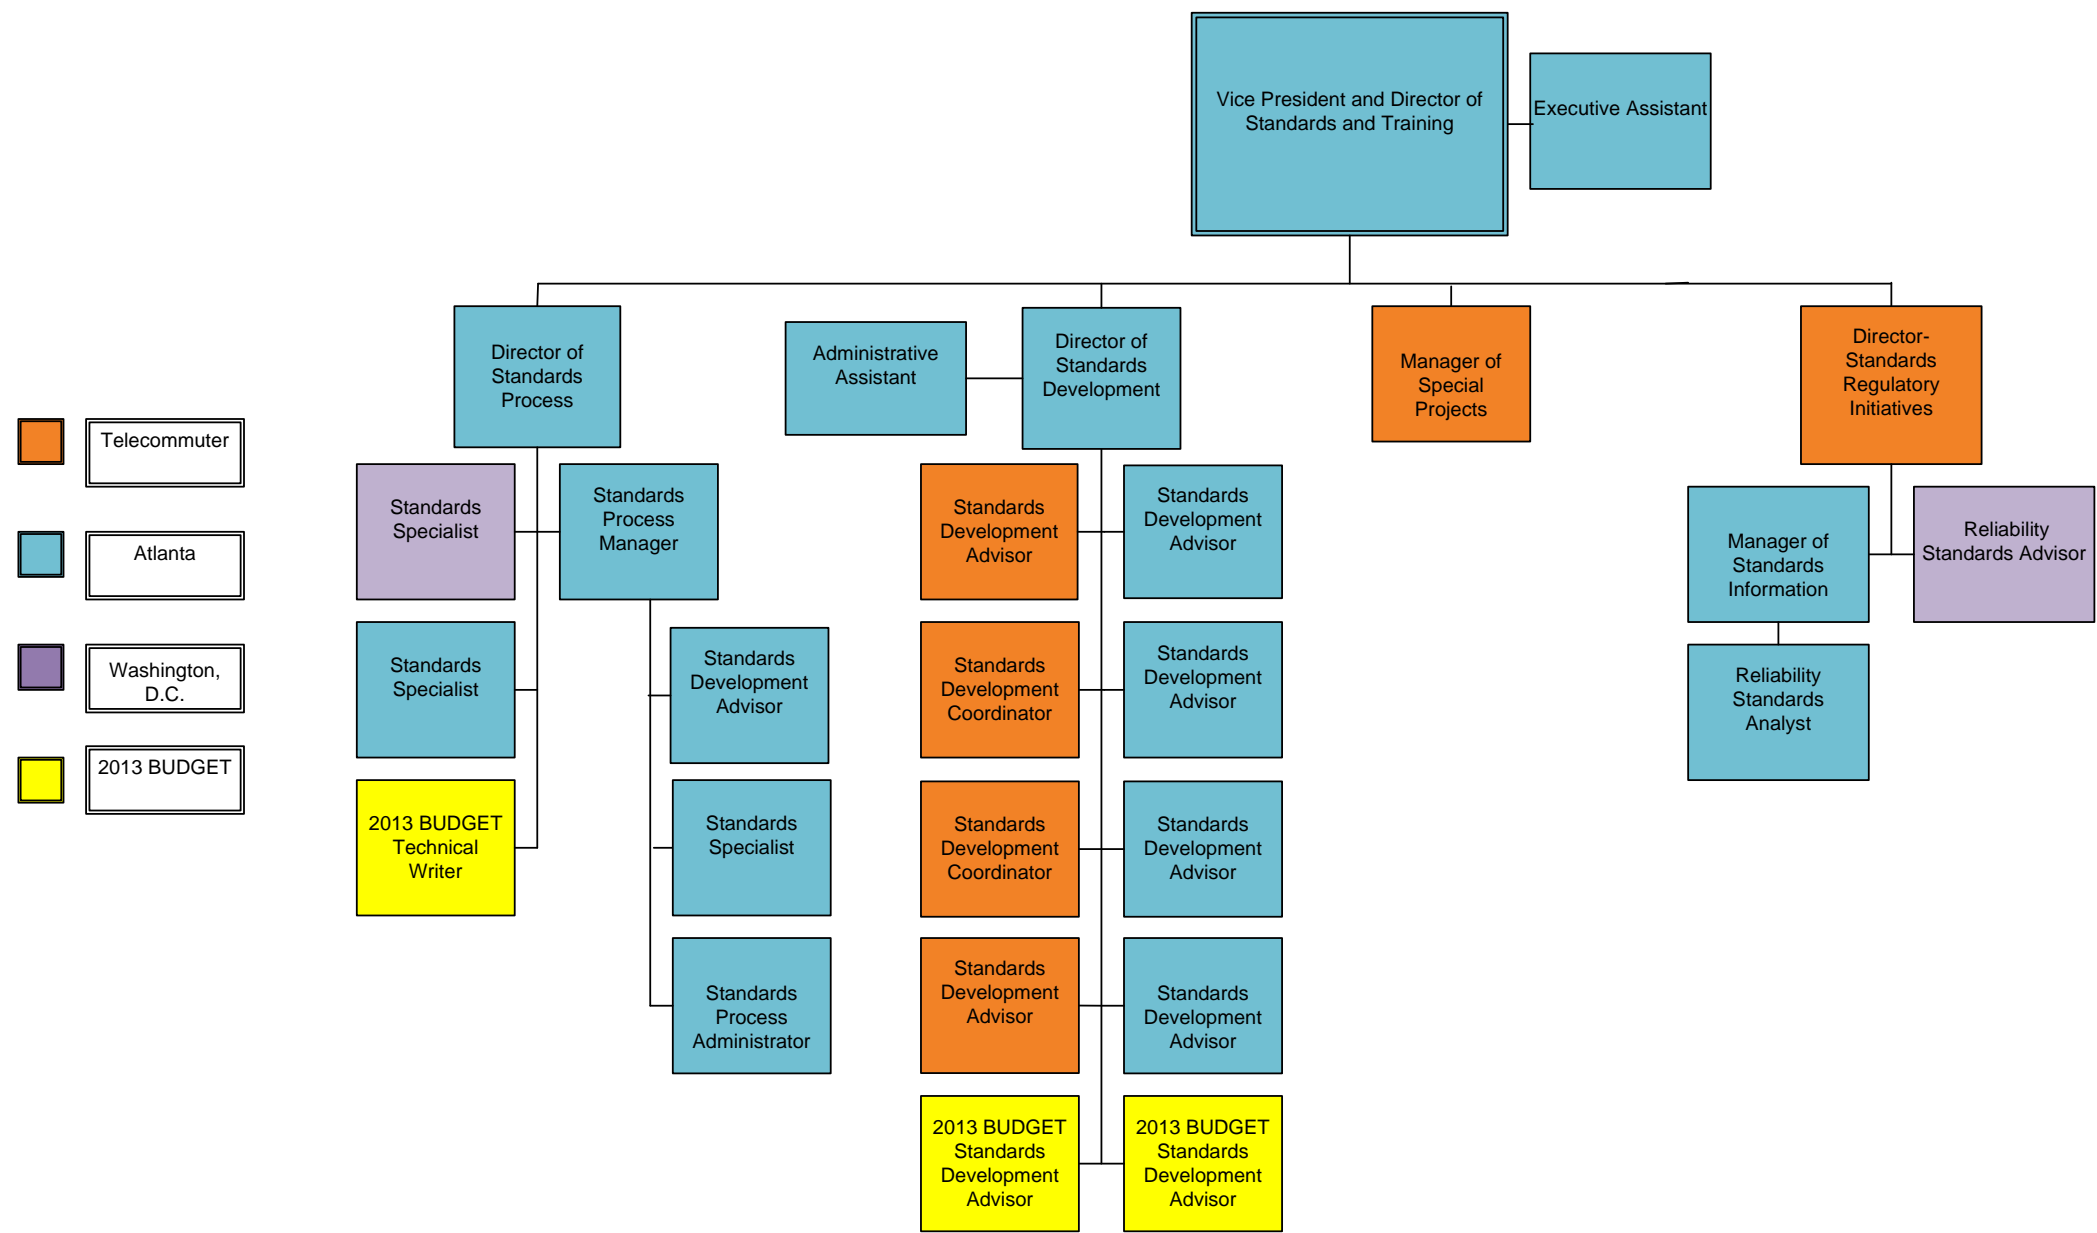 Vice President and Director of
Standards and Training
Executive Assistant
Director of
Standards
Process
Administrative
Assistant
Director of
Standards
Development
Manager of
Special
Projects
Director-
Standards
Regulatory
Initiatives
Telecommuter
Atlanta
Washington,
D.C.
2013 BUDGET
Standards
Specialist
Standards
Process
Manager
Standards
Specialist
2013 BUDGET
Technical
Writer
Standards
Development
Advisor
Standards
Specialist
Standards
Process
Administrator
Standards
Development
Advisor
Standards
Development
Advisor
Standards
Development
Coordinator
Standards
Development
Advisor
Standards
Development
Coordinator
Standards
Development
Advisor
Standards
Development
Advisor
Standards
Development
Advisor
2013 BUDGET
Standards
Development
Advisor
2013 BUDGET
Standards
Development
Advisor
Manager of
Standards
Information
Reliability
Standards Advisor
Reliability
Standards
Analyst